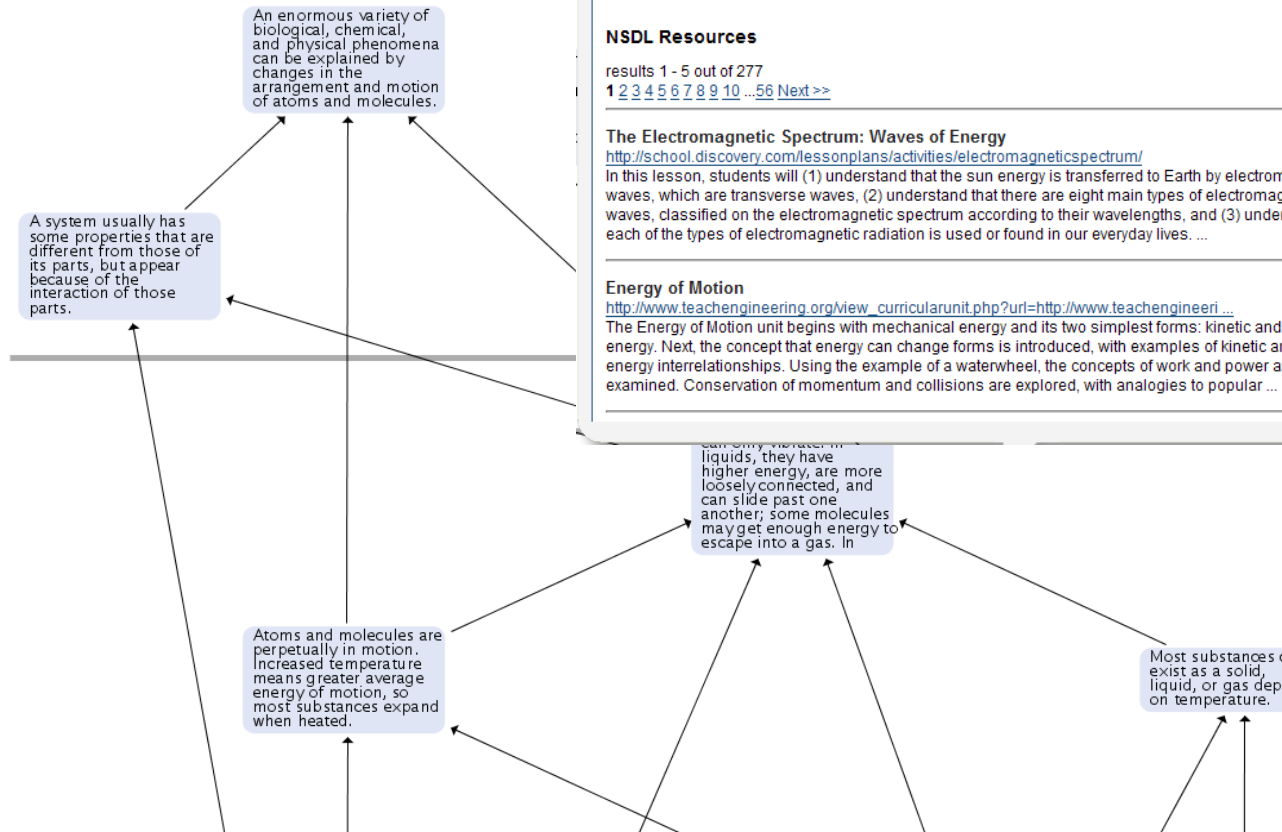 An enormous variety of
biological, chemical,
and physical phenomena
can be explained by
changes in the
arrangement and motion
of atoms and molecules.
NSDL Resources
results 1 - 5 out of 277
1 2 3 4 5 6 7 8 9 10 ...56 Next >>
The Electromagnetic Spectrum: Waves of Energy
http://school.discovery.com/lessonplans/activities/electromagneticspectrum/
In this lesson, students will (1) understand that the sun energy is transferred to Earth by electrom
waves, which are transverse waves, (2) understand that there are eight main types of electromag
waves, classified on the electromagnetic spectrum according to their wavelengths, and (3) under
each of the types of electromagnetic radiation is used or found in our everyday lives. ...
Energy of Motion
http://www.teachengineering.org/view_curricularunit.php?url=http://www.teachengineeri ...
The Energy of Motion unit begins with mechanical energy and its two simplest forms: kinetic and
energy. Next, the concept that energy can change forms is introduced, with examples of kinetic a
energy interrelationships. Using the example of a waterwheel, the concepts of work and power a
examined. Conservation of momentum and collisions are explored, with analogies to popular ...
A system usually has
some properties that are
different from those of
its parts, but appear
because of the
interaction of those
parts.
can only vibrate. In
liquids, they have
higher energy, are more
loosely connected, and
can slide past one
another; some molecules
may get enough energy to
escape into a gas. In
Atoms and molecules are
perpetually in motion.
Increased temperature
means greater average
energy of motion, so
most substances expand
when heated.
Most substances c
exist as a solid,
liquid, or gas dep
on temperature.